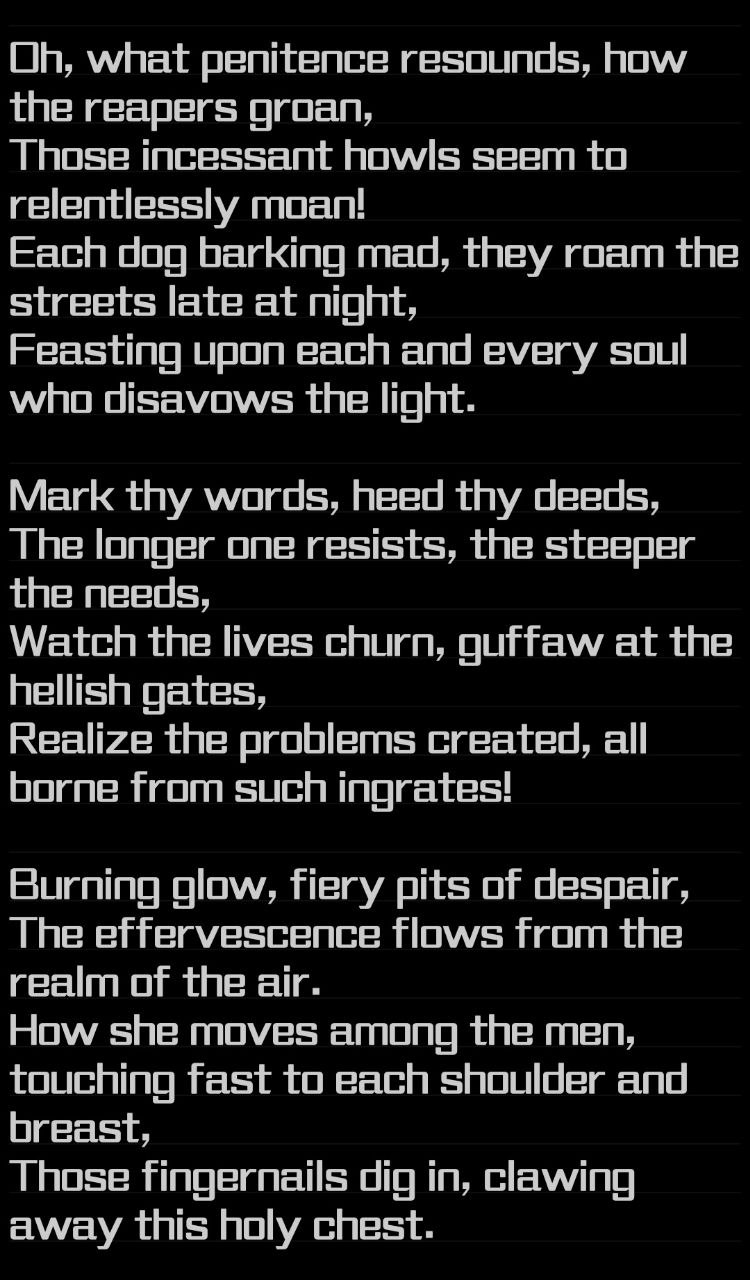 Oh, what penitence resounds, how
the reapers groan,
Those incessant howls seem to
relentlessly moan!
Each dog barking mad, they roam the
streets late at night,
Feasting upon each and every soul
who disavows the light.

Mark thy words, heed thy deeds,
The longer one resists, the steeper
the needs,
Watch the lives churn, guffaw at the
hellish gates,
Realize the problems created, all
borne from such ingrates!

Burning glow, fiery pits of despair,
The effervescence flows from the
realm of the air.
How she moves among the men,
touching fast to each shoulder and
breast,
Those fingernails dig in, clawing
away this holy chest.